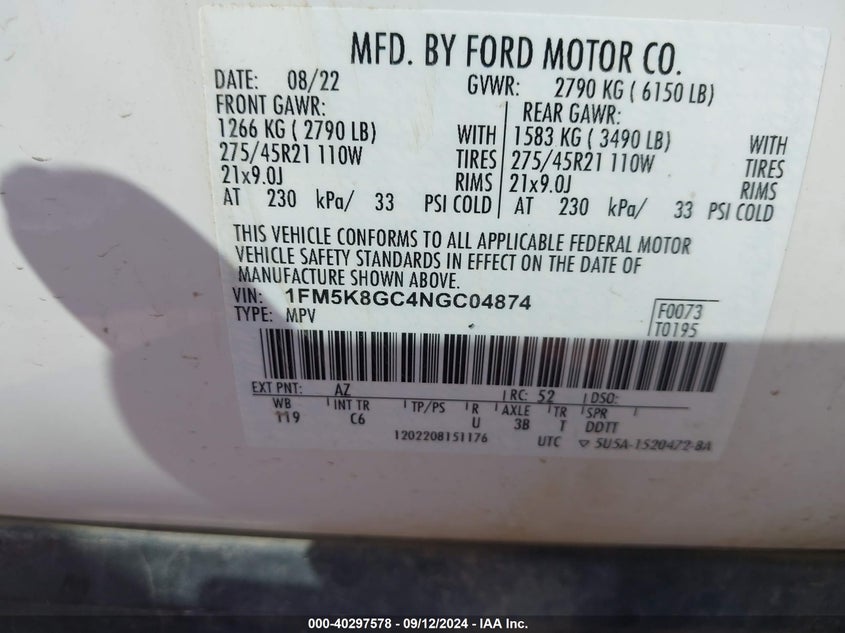 MFD. BY FORD MOTOR CO.
DATE: 08/22 GVWR: 2790 KG ( 6150 LB)
FRONT GAWR: REAR GAWR:
1266 KG ( 2790 LB) WITH 1583 KG ( 3490 LB) WITH
275/45R21 110W TIRES 275/45R21 110W TIRES
21x9.0J RIMS 21x9.0J RIMS
AT 230 kPa/ 33 PSI COLD AT 230 kPa/ 33 PSI COLD
THIS VEHICLE CONFORMS TO ALL APPLICABLE FEDERAL MOTOR
VEHICLE SAFETY STANDARDS IN EFFECT ON THE DATE OF
MANUFACTURE SHOWN ABOVE.
VIN: 1FM5K8GC4NGC04874
TYPE: MPV
F0073
T0195
EXT PNT: AZ RC: 52 DSO:
WB INT TR TP/PS R AXLE TR SPR
119 C6 U 3B T DDTT
1202208151176 UTC ▽ 5U5A-1520472-BA
000-40297578 - 09/12/2024 - IAA Inc.